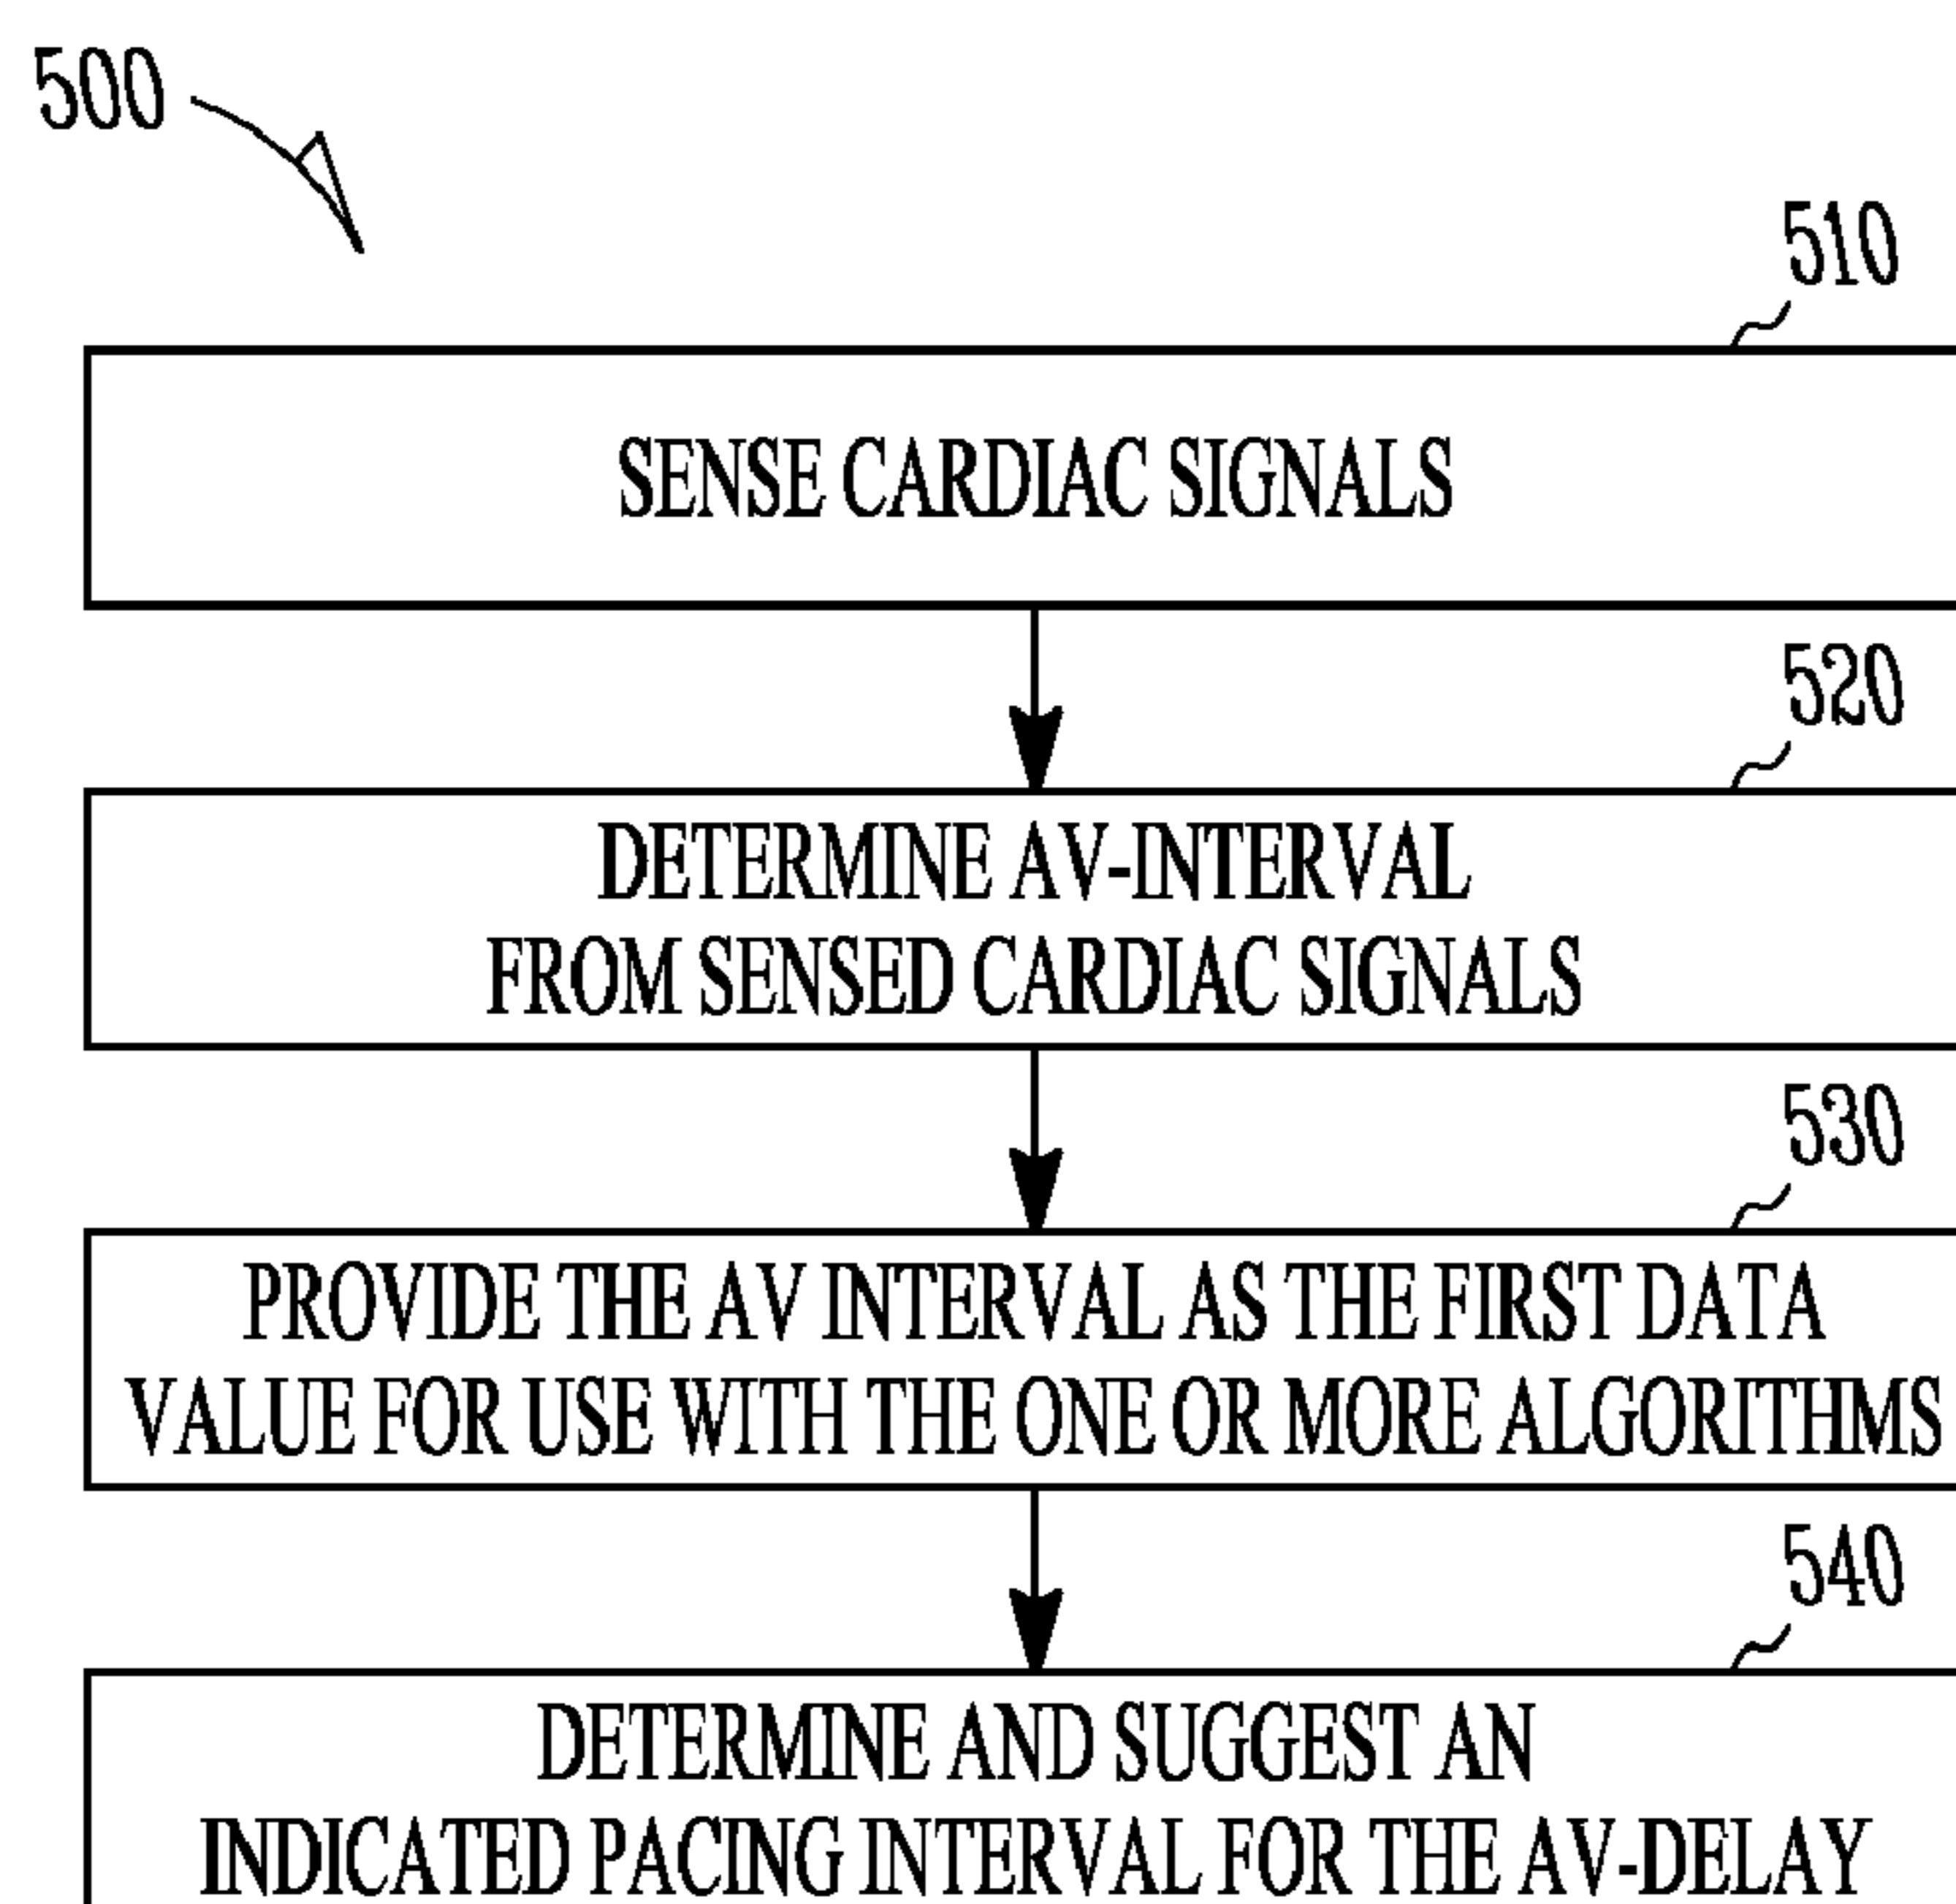 500
510
SENSE CARDIAC SIGNALS
520
DETERMINE AV-INTERVAL
FROM SENSED CARDIAC SIGNALS
530
PROVIDE THE AV INTERVAL AS THE FIRST DATA
VALUE FOR USE WITH THE ONE OR MORE ALGORITHMS
540
DETERMINE AND SUGGEST AN
INDICATED PACING INTERVAL FOR THE AV-DELAY